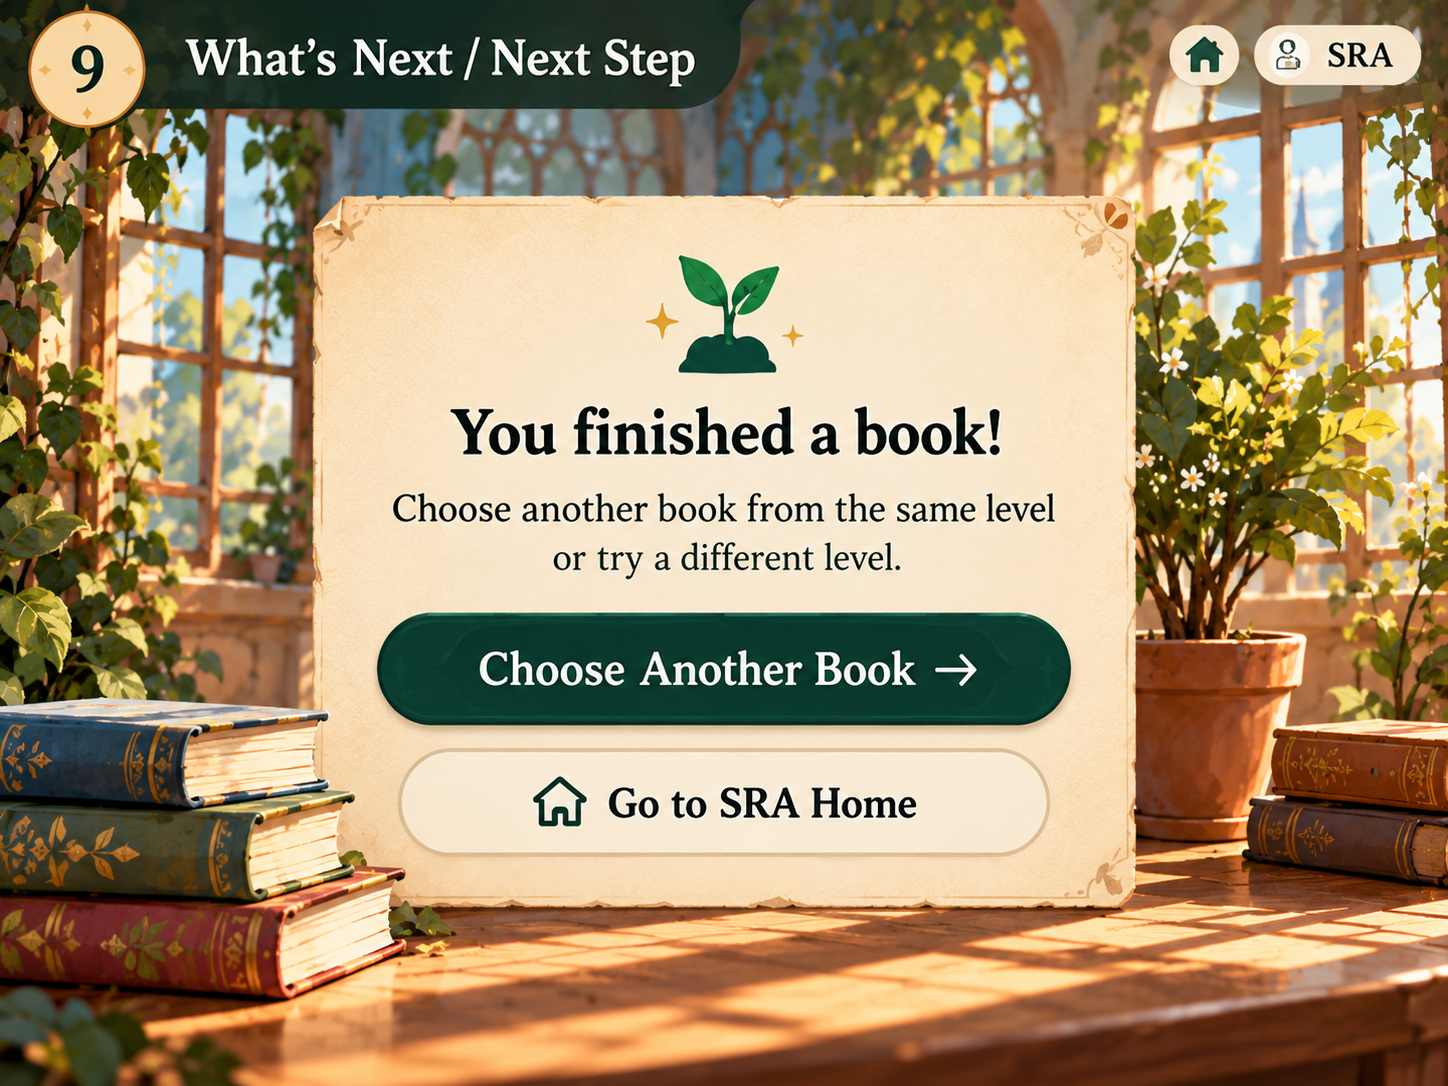 9
What's Next / Next Step
SRA
You finished a book!
Choose another book from the same level
or try a different level.
Choose Another Book →
Go to SRA Home